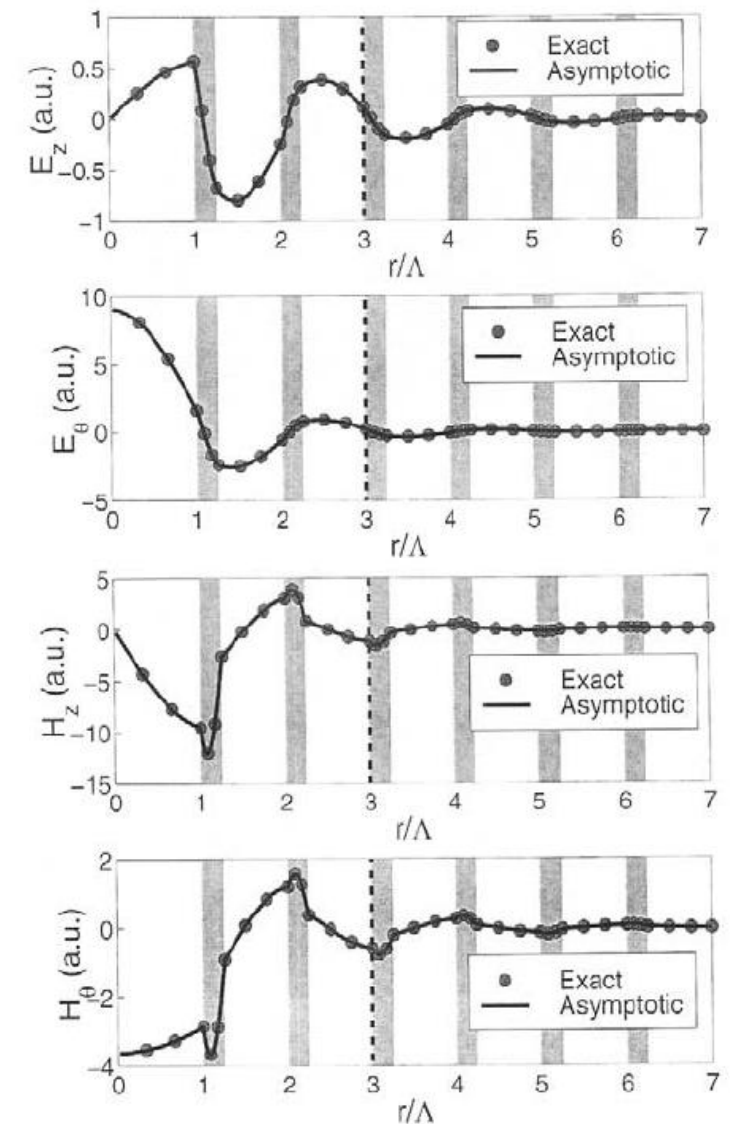 1
0.5
0
−0.5
−1
E_z (a.u.)
Exact
Asymptotic
0 1 2 3 4 5 6 7
r/Λ
10
5
0
−5
E_θ (a.u.)
Exact
Asymptotic
0 1 2 3 4 5 6 7
r/Λ
5
0
−5
−10
−15
H_z (a.u.)
Exact
Asymptotic
0 1 2 3 4 5 6 7
r/Λ
2
0
−2
−4
H_θ (a.u.)
Exact
Asymptotic
0 1 2 3 4 5 6 7
r/Λ